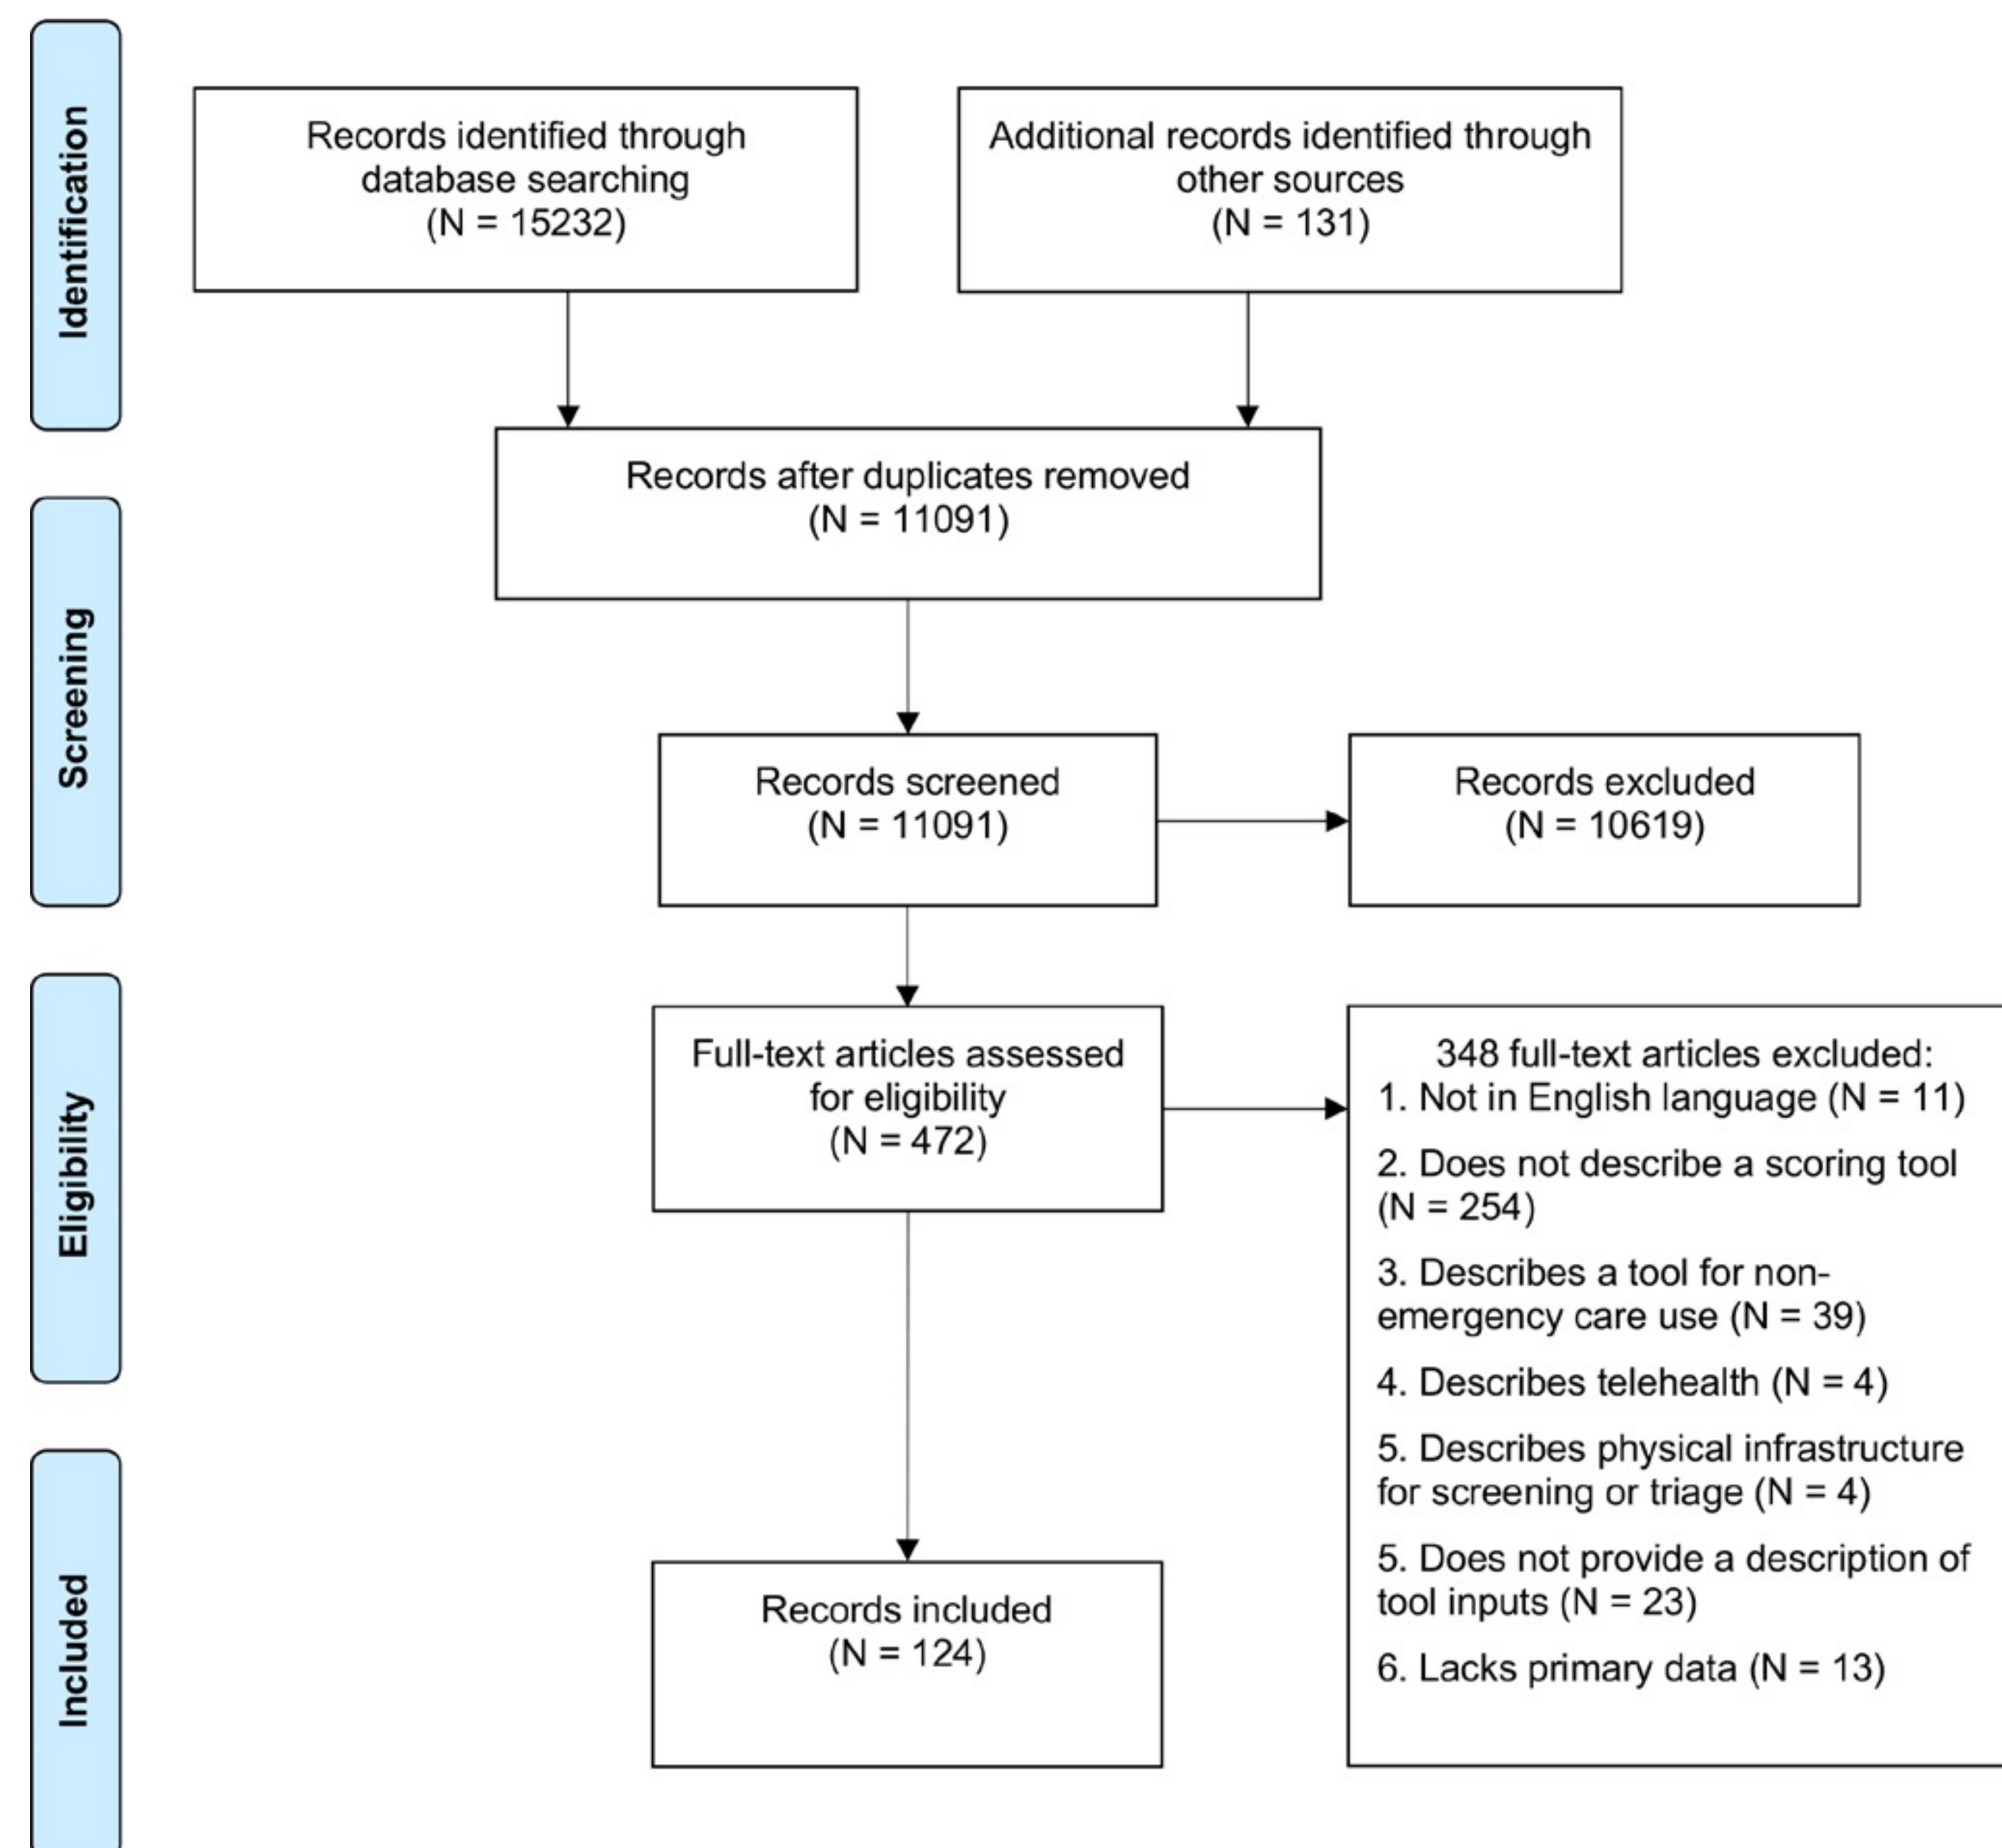 Identification
Records identified through
database searching
(N = 15232)
Additional records identified through
other sources
(N = 131)
Records after duplicates removed
(N = 11091)
Screening
Records screened
(N = 11091)
Records excluded
(N = 10619)
Eligibility
Full-text articles assessed
for eligibility
(N = 472)
348 full-text articles excluded:
1. Not in English language (N = 11)
2. Does not describe a scoring tool
(N = 254)
3. Describes a tool for non-
emergency care use (N = 39)
4. Describes telehealth (N = 4)
5. Describes physical infrastructure
for screening or triage (N = 4)
5. Does not provide a description of
tool inputs (N = 23)
6. Lacks primary data (N = 13)
Included
Records included
(N = 124)